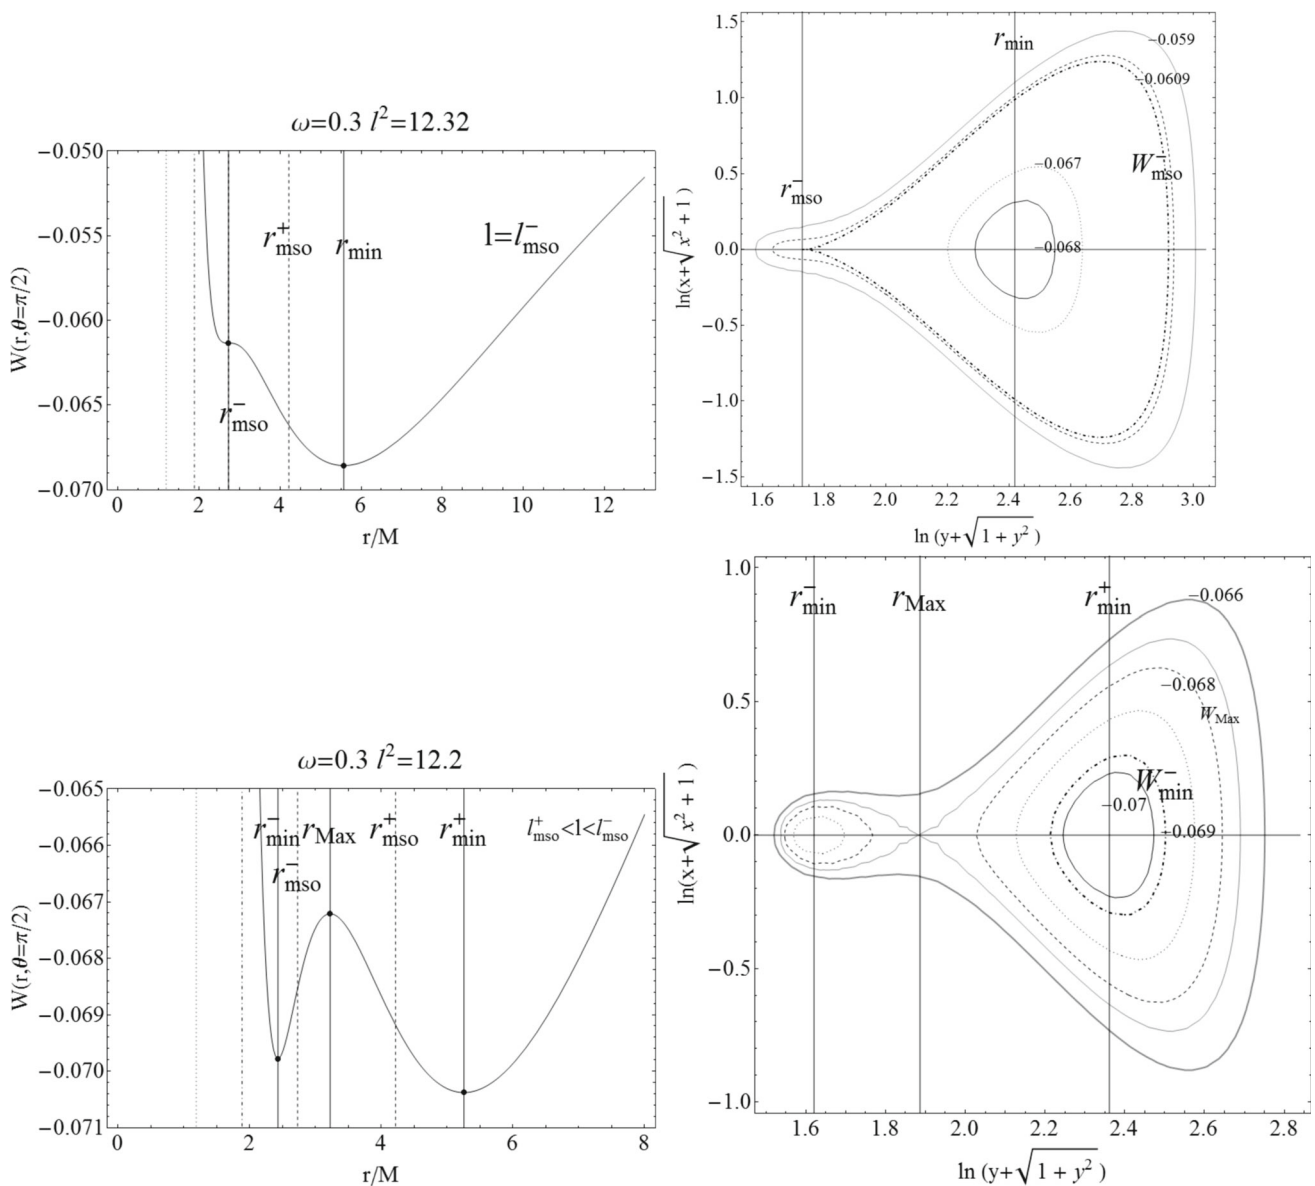 ω=0.3 l²=12.32
W(r,θ=π/2)
−0.050
−0.055
−0.060
−0.065
−0.070
r⁺mso
rmin
l=l⁻mso
r⁻mso
0 2 4 6 8 10 12
r/M
ln(x+√x²+1)
1.5
1.0
0.5
0.0
−0.5
−1.0
−1.5
rmin
−0.059
−0.0609
r⁻mso
−0.067
W⁻mso
−0.068
1.6 1.8 2.0 2.2 2.4 2.6 2.8 3.0
ln (y+√1 + y²)
ω=0.3 l²=12.2
W(r,θ=π/2)
−0.065
−0.066
−0.067
−0.068
−0.069
−0.070
−0.071
r⁻min rMax r⁺mso r⁺min
l⁺mso<l<l⁻mso
r⁻mso
0 2 4 6 8
r/M
ln(x+√x²+1)
1.0
0.5
0.0
−0.5
−1.0
r⁻min rMax r⁺min
−0.066
−0.068
WMax
W⁻min
−0.07
−0.069
1.6 1.8 2.0 2.2 2.4 2.6 2.8
ln (y+√1 + y²)